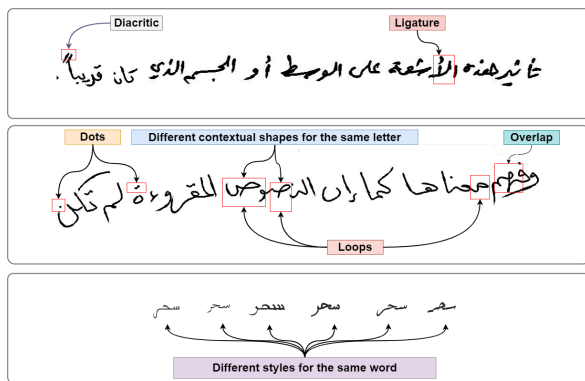 Diacritic Ligature
تأثير هذه الأشعة على الوسط أو الجسم الذي كان قريباً .
Dots Different contextual shapes for the same letter Overlap
وفهم معناها كما إن النصوص المقروءة لم تكن
Loops
سحر سحر سحر سحر سحر سحر
Different styles for the same word